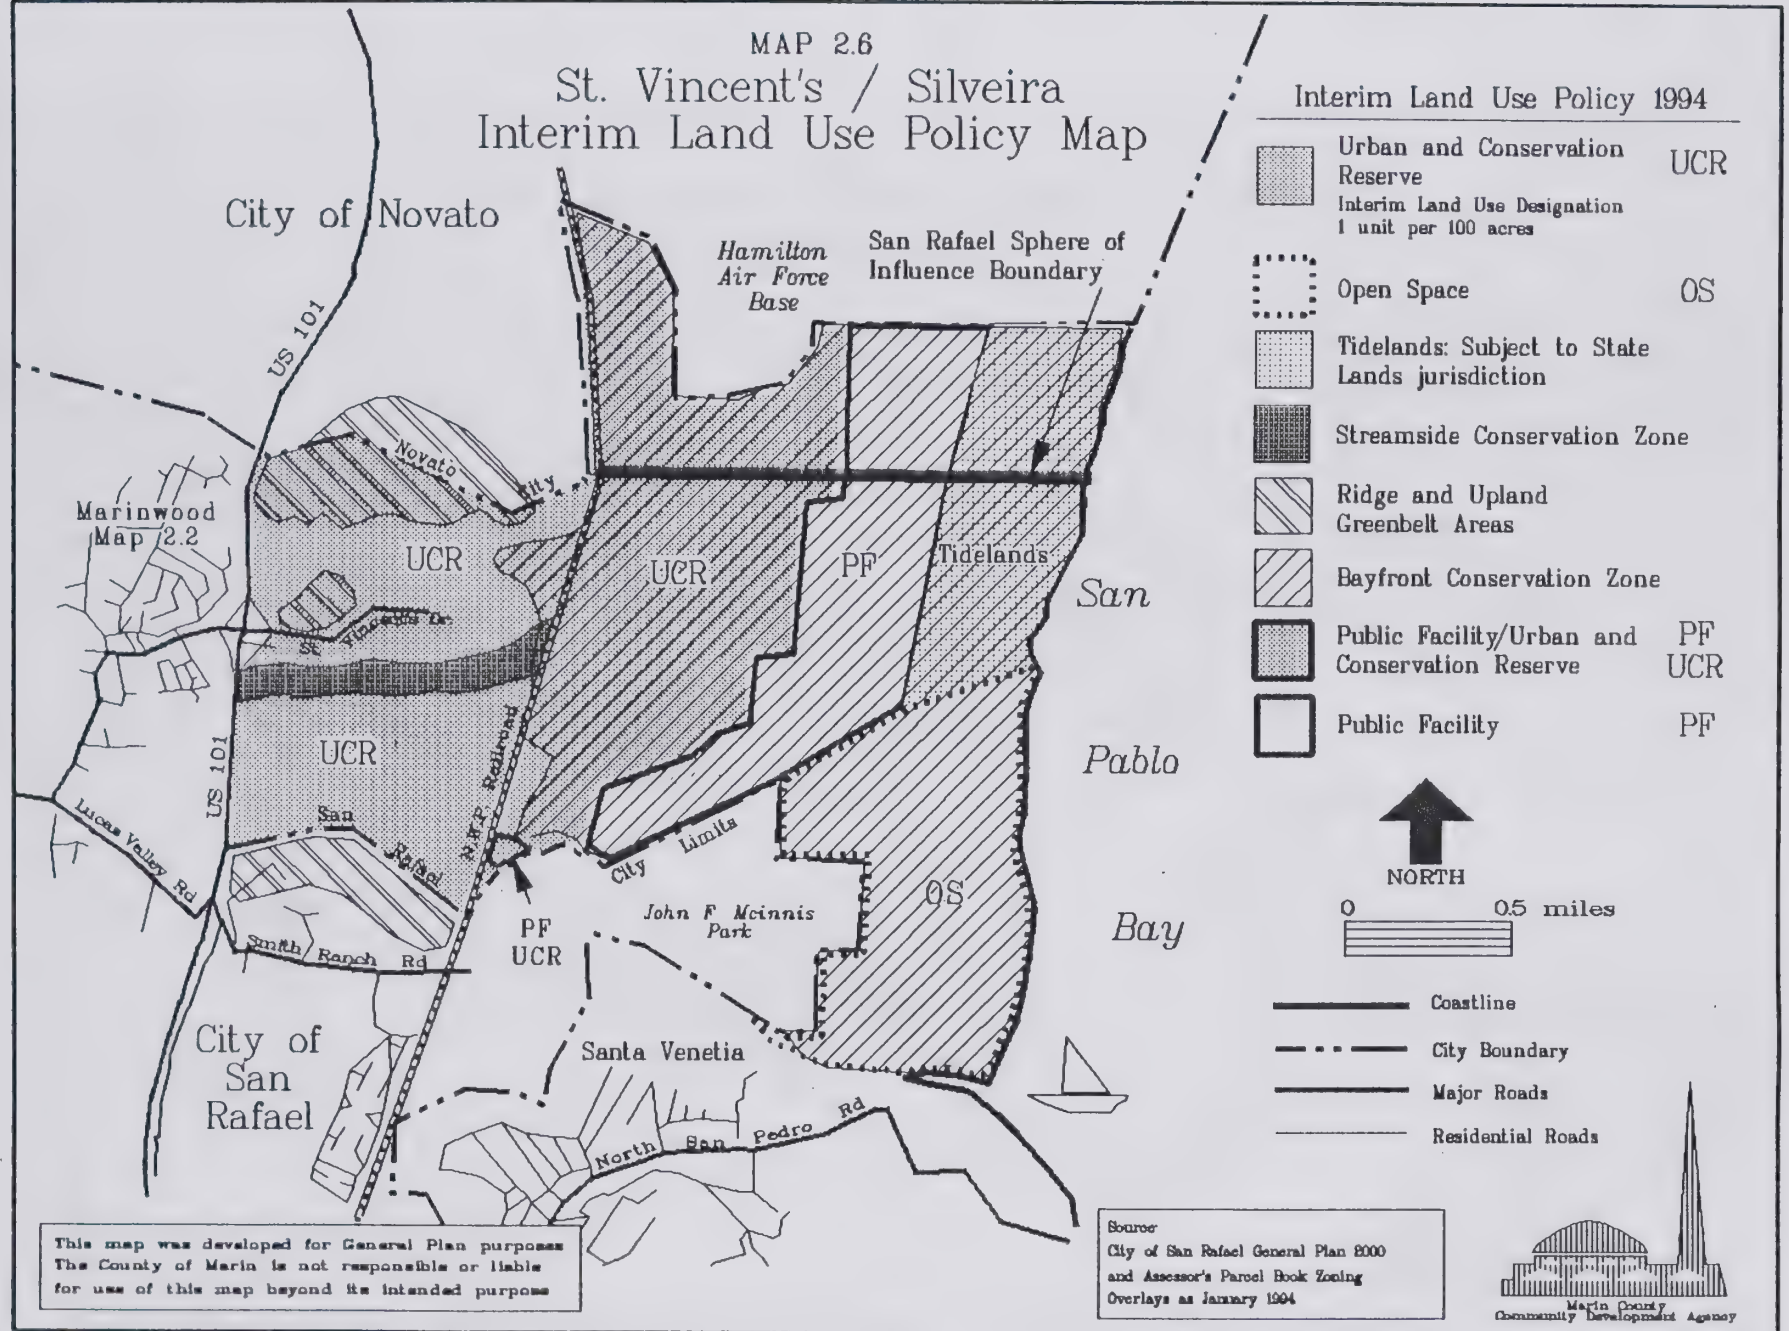 MAP 2.6
St. Vincent's / Silveira
Interim Land Use Policy Map
City of Novato
Hamilton
Air Force
Base
San Rafael Sphere of
Influence Boundary
US 101
Novato
City
Marinwood
Map 2.2
UCR
UCR
PF
Tidelands
St. Vincents Dr.
UCR
US 101
N.W.P. Railroad
San
Rafael
City
Limits
Lucas Valley Rd
Smith Ranch Rd
PF
UCR
John F Mcinnis
Park
OS
San
Pablo
Bay
City of
San
Rafael
Santa Venetia
North San Pedro Rd
Interim Land Use Policy 1994
Urban and Conservation
Reserve
UCR
Interim Land Use Designation
1 unit per 100 acres
Open Space
OS
Tidelands: Subject to State
Lands jurisdiction
Streamside Conservation Zone
Ridge and Upland
Greenbelt Areas
Bayfront Conservation Zone
Public Facility/Urban and
Conservation Reserve
PF
UCR
Public Facility
PF
NORTH
0 0.5 miles
Coastline
City Boundary
Major Roads
Residential Roads
This map was developed for General Plan purposes
The County of Marin is not responsible or liable
for use of this map beyond its intended purpose
Source
City of San Rafael General Plan 2000
and Assessor's Parcel Book Zoning
Overlays as January 1994
Marin County
Community Development Agency